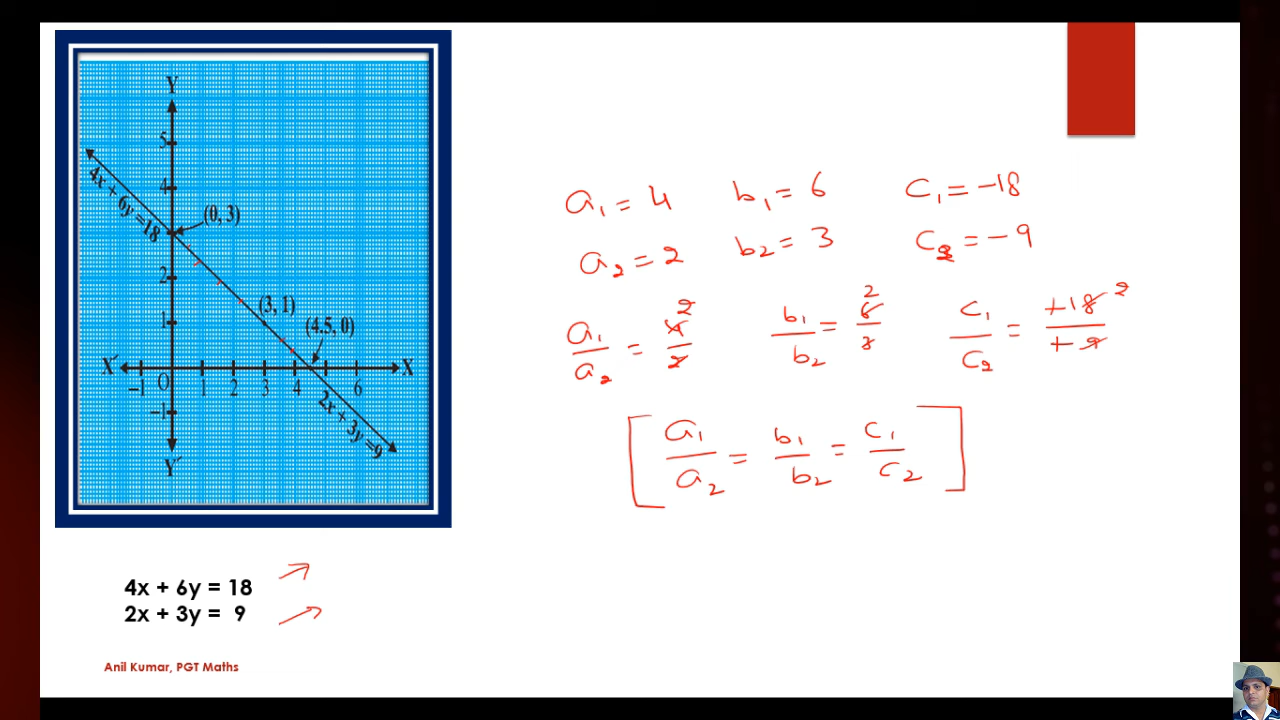 Y
5
4
(0, 3)
4x + 6y =18
2
1
(3, 1)
(4.5, 0)
X′ X
O
–1 1 2 3 4 6
–1
2x + 3y =9
Y′
a₁ = 4 b₁ = 6 c₁ = -18
a₂ = 2 b₂ = 3 c₂ = -9
a₁/a₂ = 4/2 2 b₁/b₂ = 6/3 2 c₁/c₂ = +18/+9 2
[ a₁/a₂ = b₁/b₂ = c₁/c₂ ]
4x + 6y = 18
2x + 3y = 9
Anil Kumar, PGT Maths